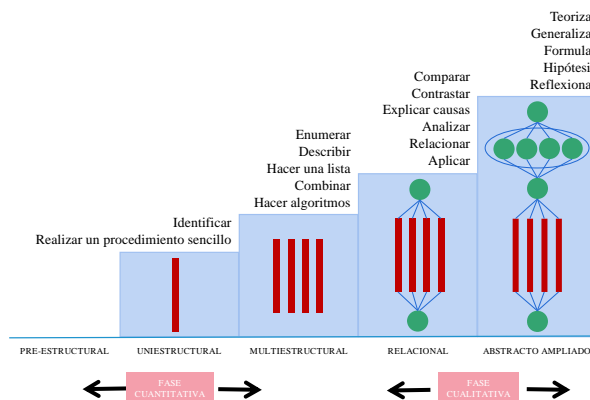 Teoriza
Generaliza
Formula
Hipótesi
Reflexiona
Comparar
Contrastar
Explicar causas
Analizar
Relacionar
Aplicar
Enumerar
Describir
Hacer una lista
Combinar
Hacer algoritmos
Identificar
Realizar un procedimiento sencillo
PRE-ESTRUCTURAL
UNIESTRUCTURAL
MULTIESTRUCTURAL
RELACIONAL
ABSTRACTO AMPLIADO
FASE
CUANTITATIVA
FASE
CUALITATIVA